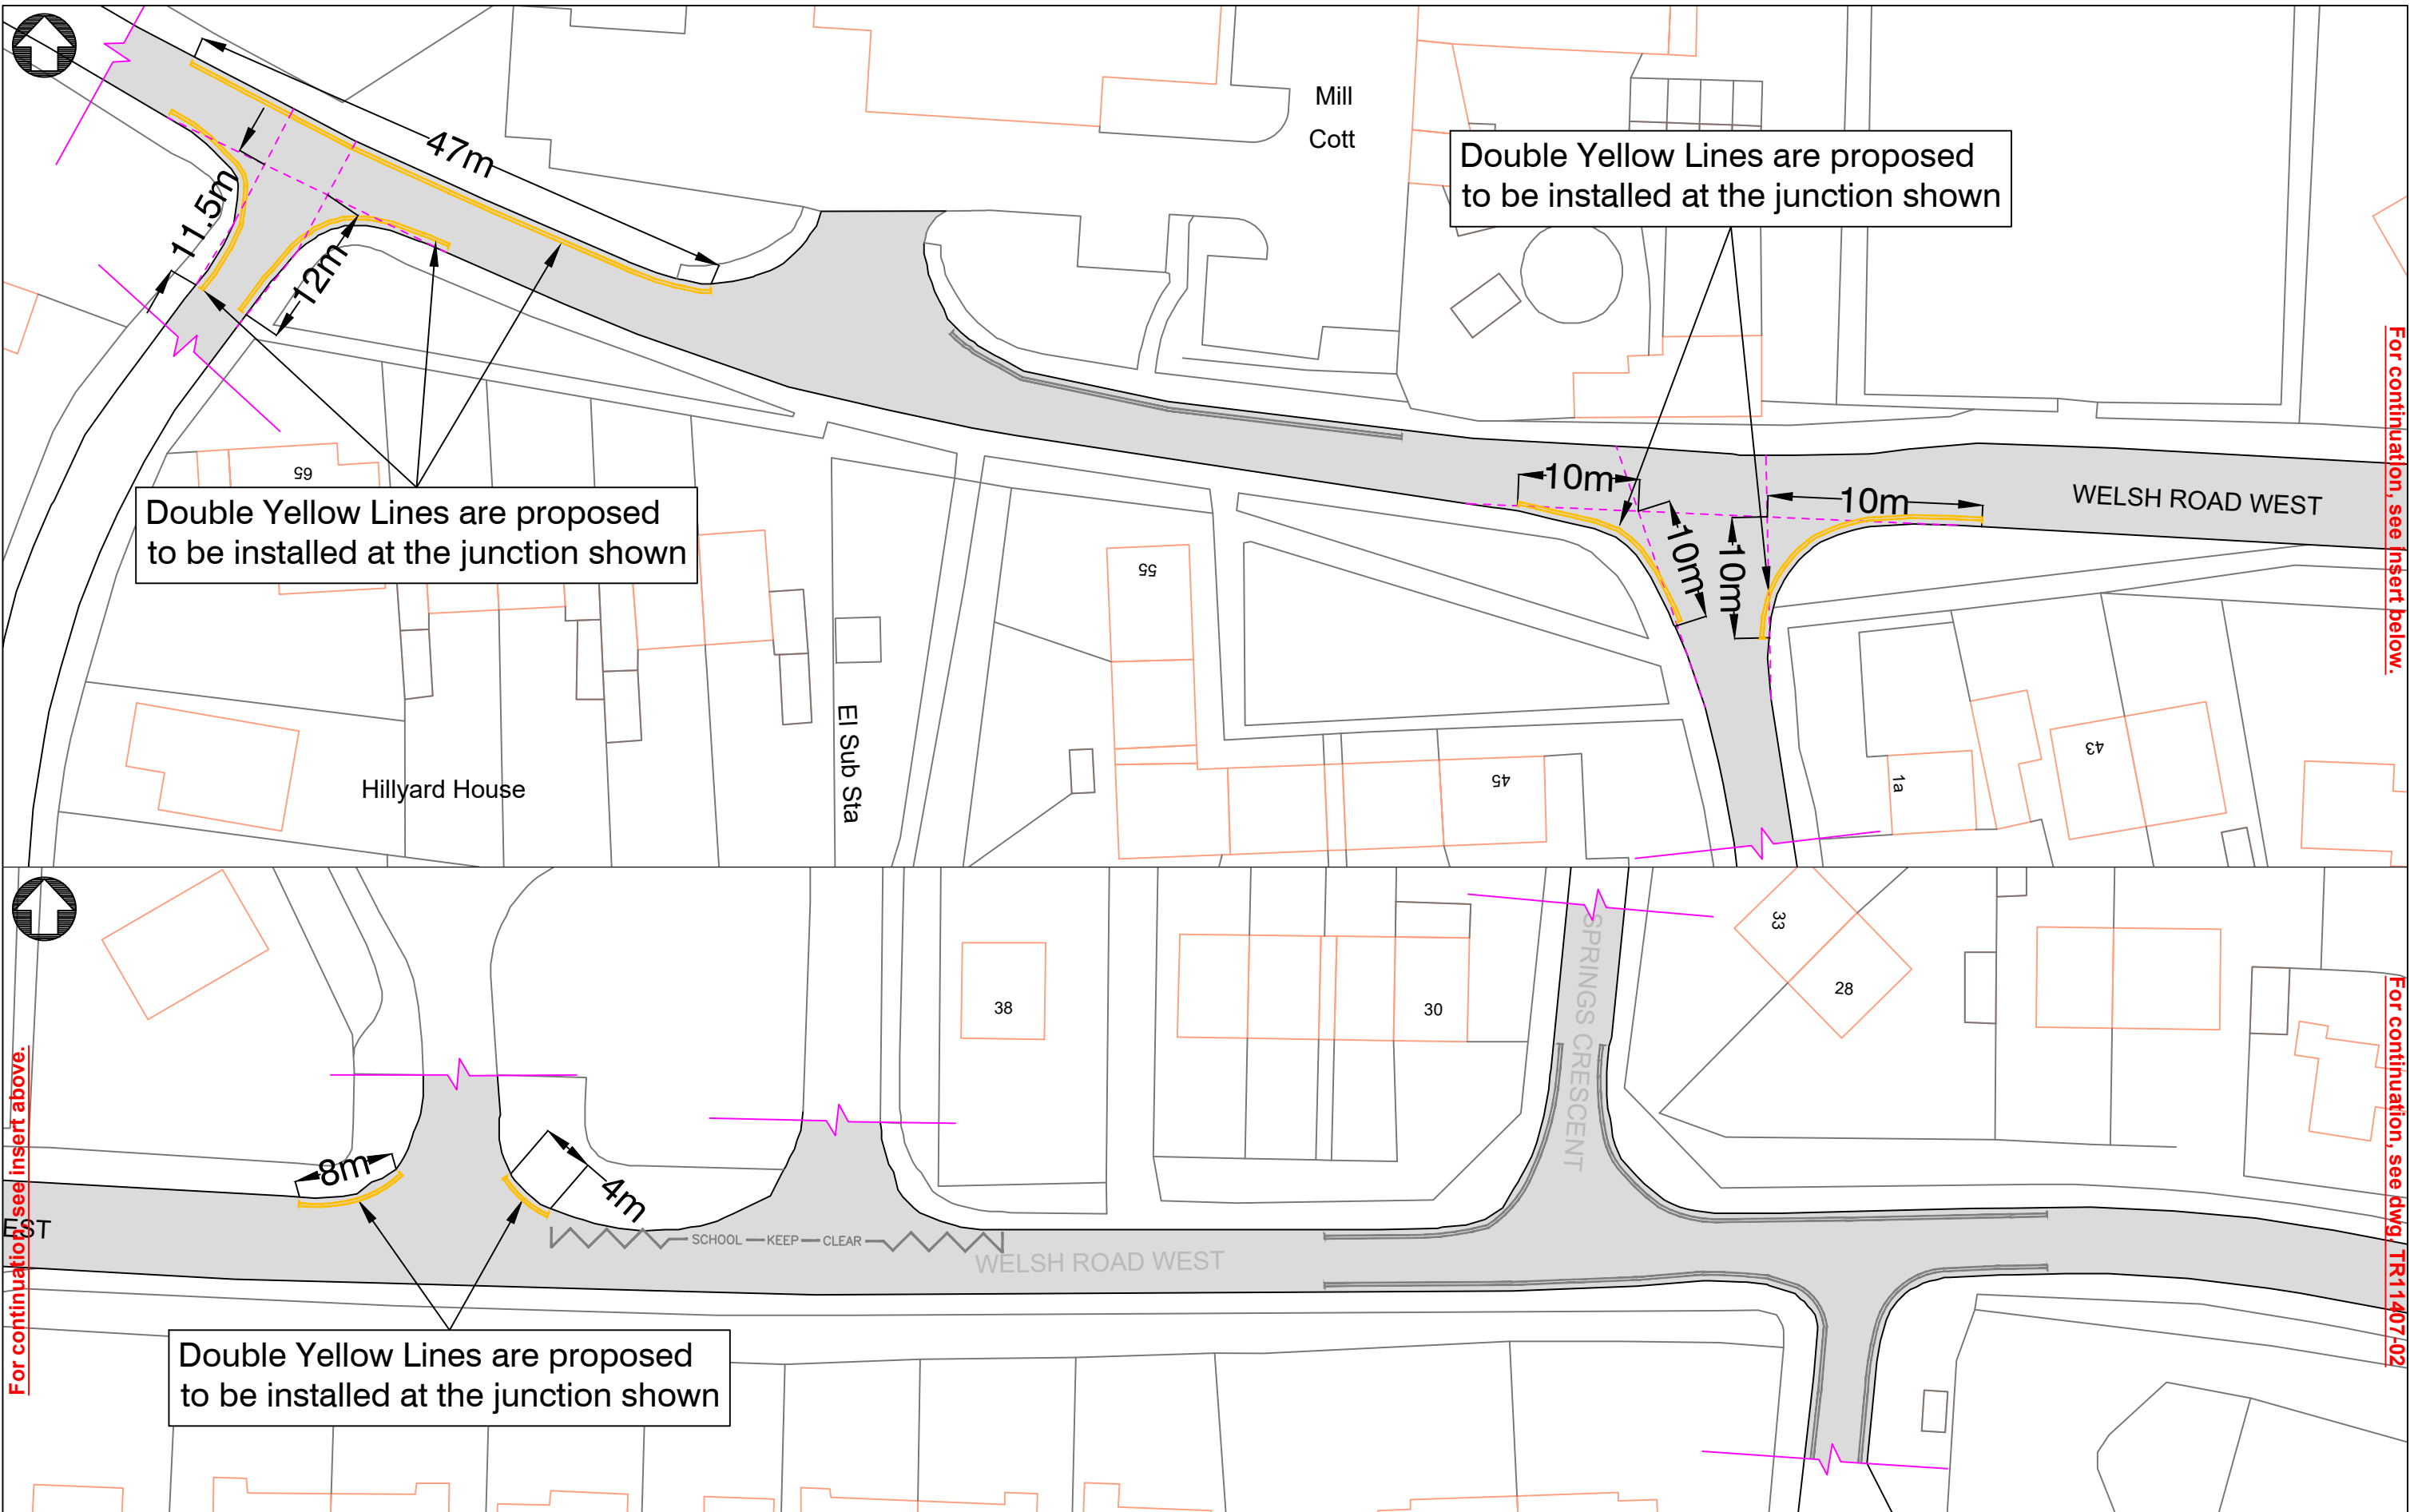 47m
11.5m
12m
Mill
Cott
Double Yellow Lines are proposed
to be installed at the junction shown
65
Double Yellow Lines are proposed
to be installed at the junction shown
10m
10m
10m
10m
WELSH ROAD WEST
For continuation, see insert below.
55
El Sub Sta
Hillyard House
45
1a
43
38
30
SPRINGS CRESCENT
33
28
For continuation, see insert above.
EST
8m
4m
SCHOOL KEEP CLEAR
WELSH ROAD WEST
Double Yellow Lines are proposed
to be installed at the junction shown
For continuation, see dwg. TR11407-02